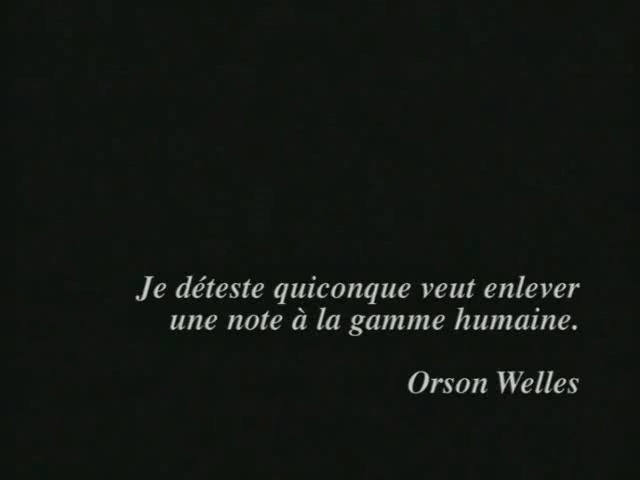 Je déteste quiconque veut enlever
une note à la gamme humaine.
Orson Welles